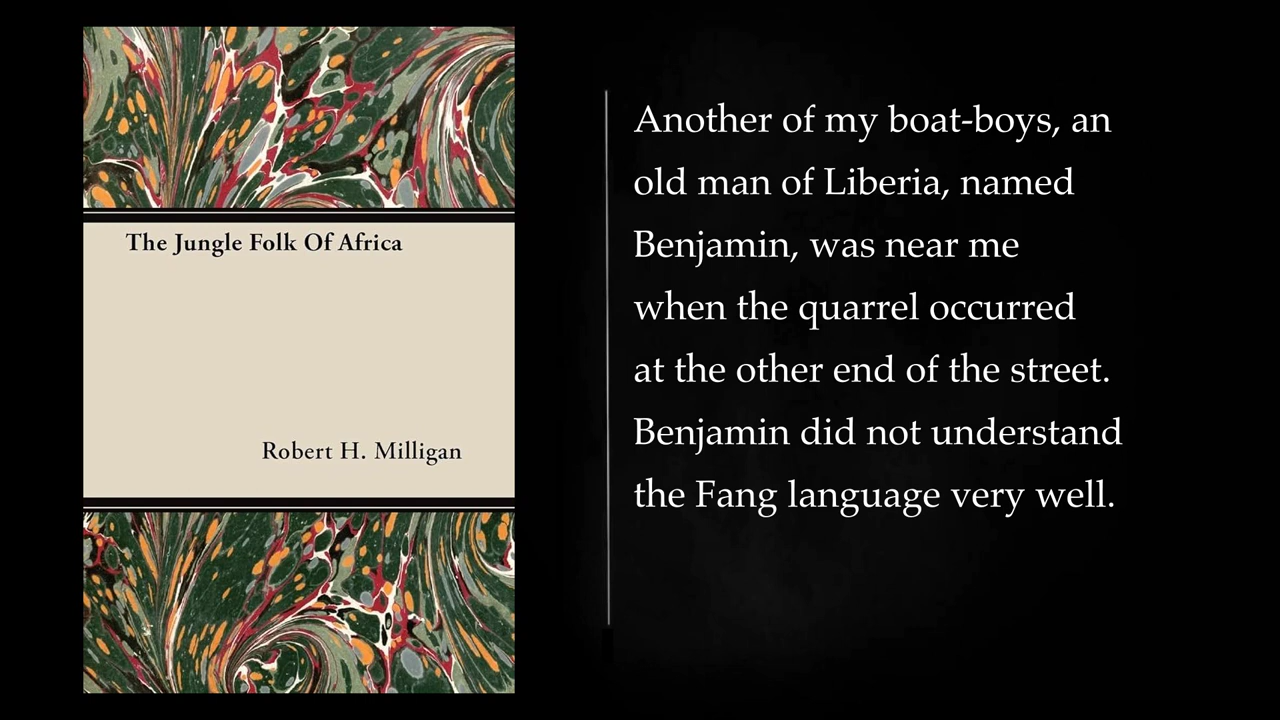 The Jungle Folk Of Africa
Robert H. Milligan
Another of my boat-boys, an
old man of Liberia, named
Benjamin, was near me
when the quarrel occurred
at the other end of the street.
Benjamin did not understand
the Fang language very well.